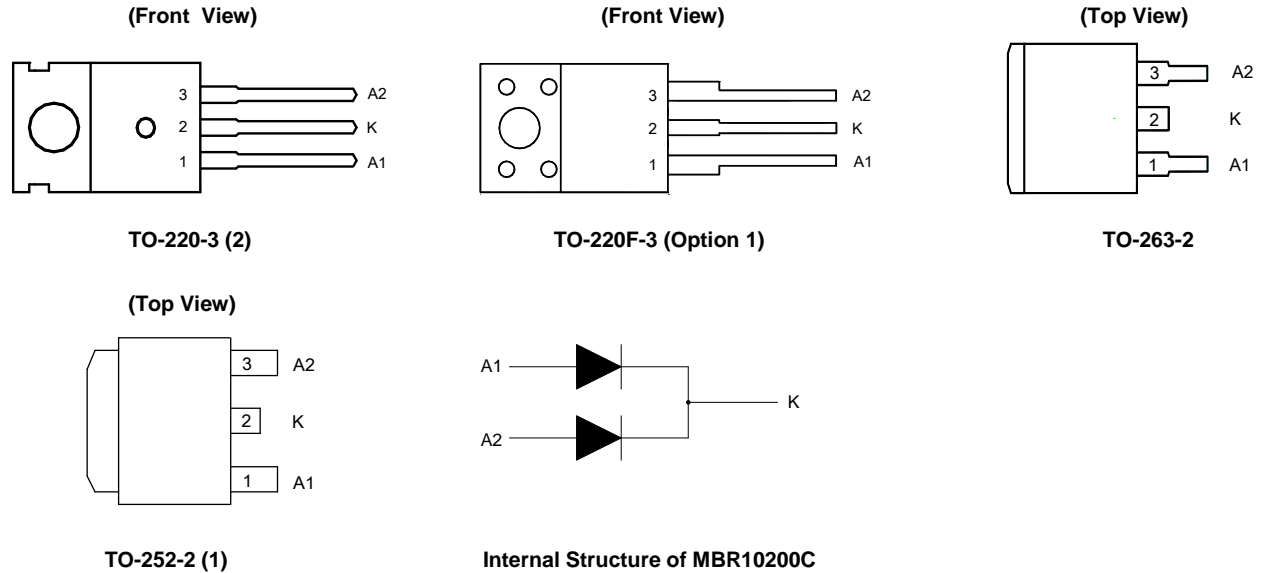 (Front View)
3 A2
2 K
1 A1
TO-220-3 (2)
(Front View)
3 A2
2 K
1 A1
TO-220F-3 (Option 1)
(Top View)
3 A2
2 K
1 A1
TO-263-2
(Top View)
3 A2
2 K
1 A1
TO-252-2 (1)
A1
K
A2
Internal Structure of MBR10200C